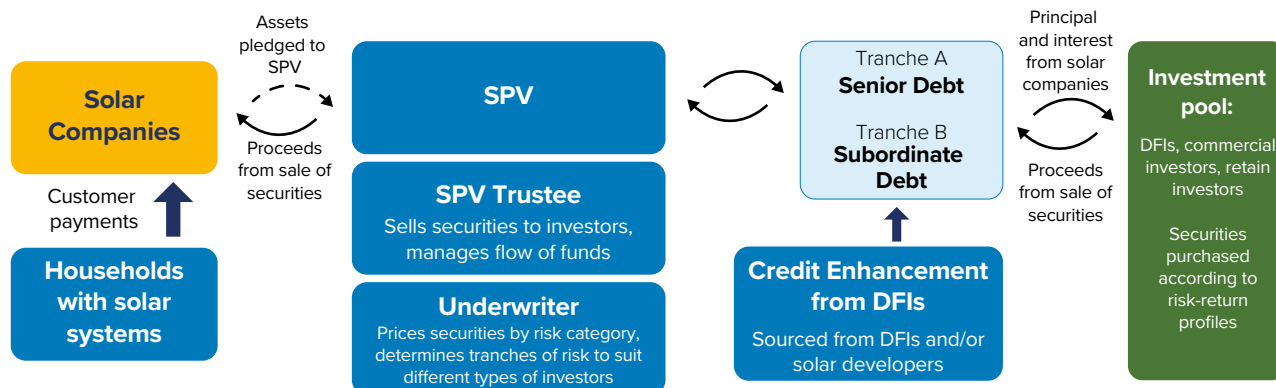 Assets
pledged to
SPV
Solar
Companies
Proceeds
from sale of
securities
Customer
payments
Households
with solar
systems
SPV
SPV Trustee
Sells securities to investors,
manages flow of funds
Underwriter
Prices securities by risk category,
determines tranches of risk to suit
different types of investors
Tranche A
Senior Debt
Tranche B
Subordinate
Debt
Credit Enhancement
from DFIs
Sourced from DFIs and/or
solar developers
Principal
and interest
from solar
companies
Proceeds
from sale of
securities
Investment
pool:
DFIs, commercial
investors, retain
investors
Securities
purchased
according to
risk-return
profiles